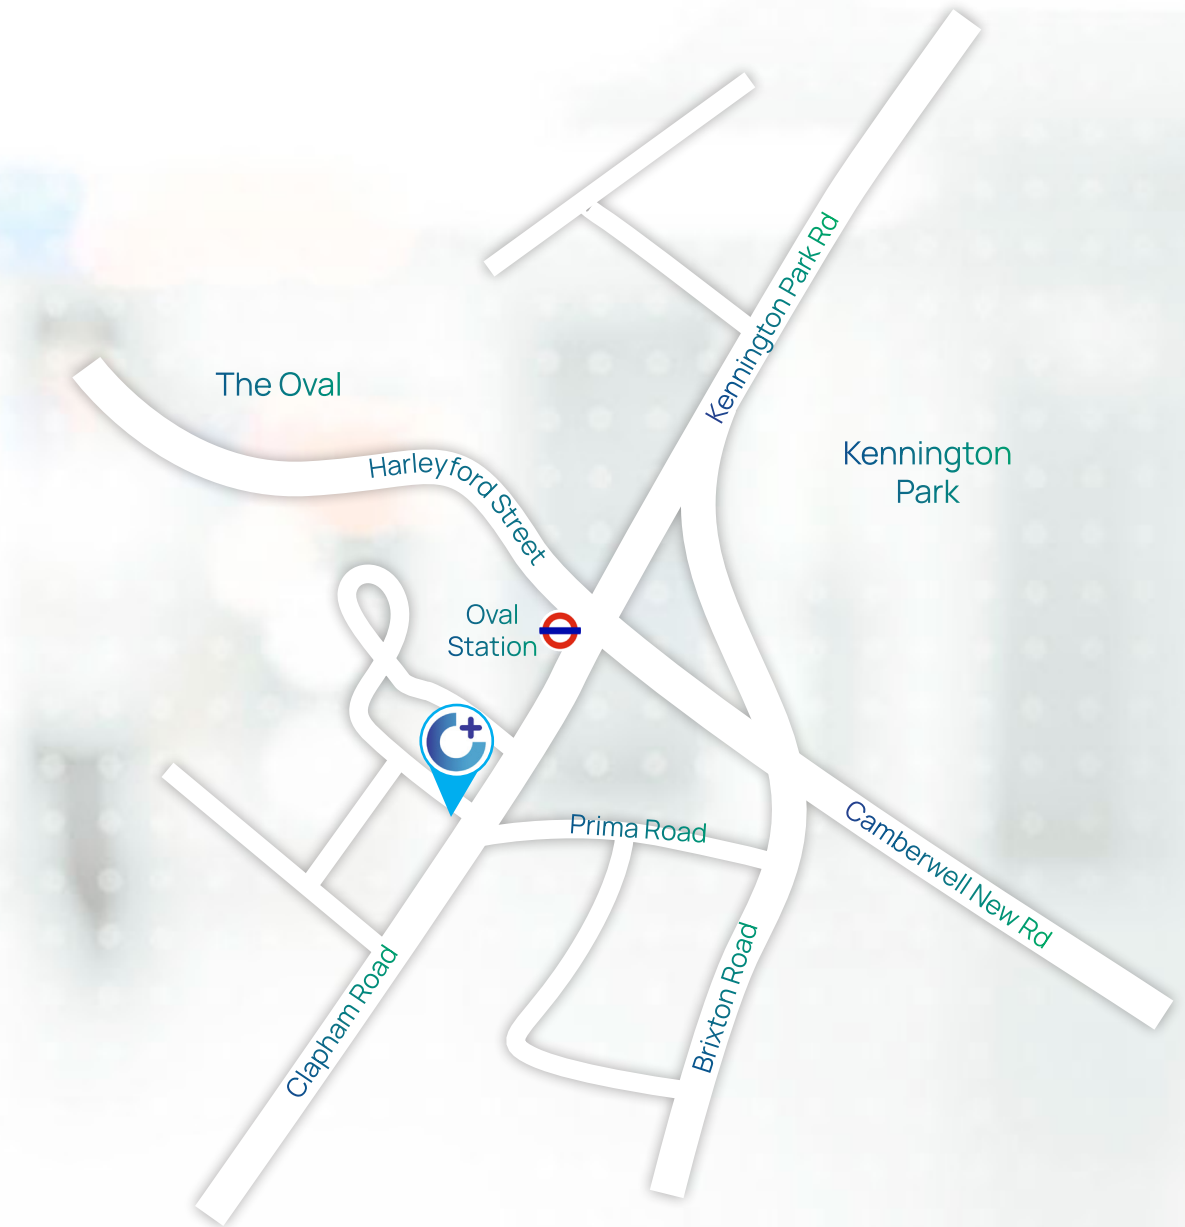 Kennington Park Rd
The Oval
Kennington
Park
Harleyford Street
Oval
Station
Prima Road
Camberwell New Rd
Brixton Road
Clapham Road